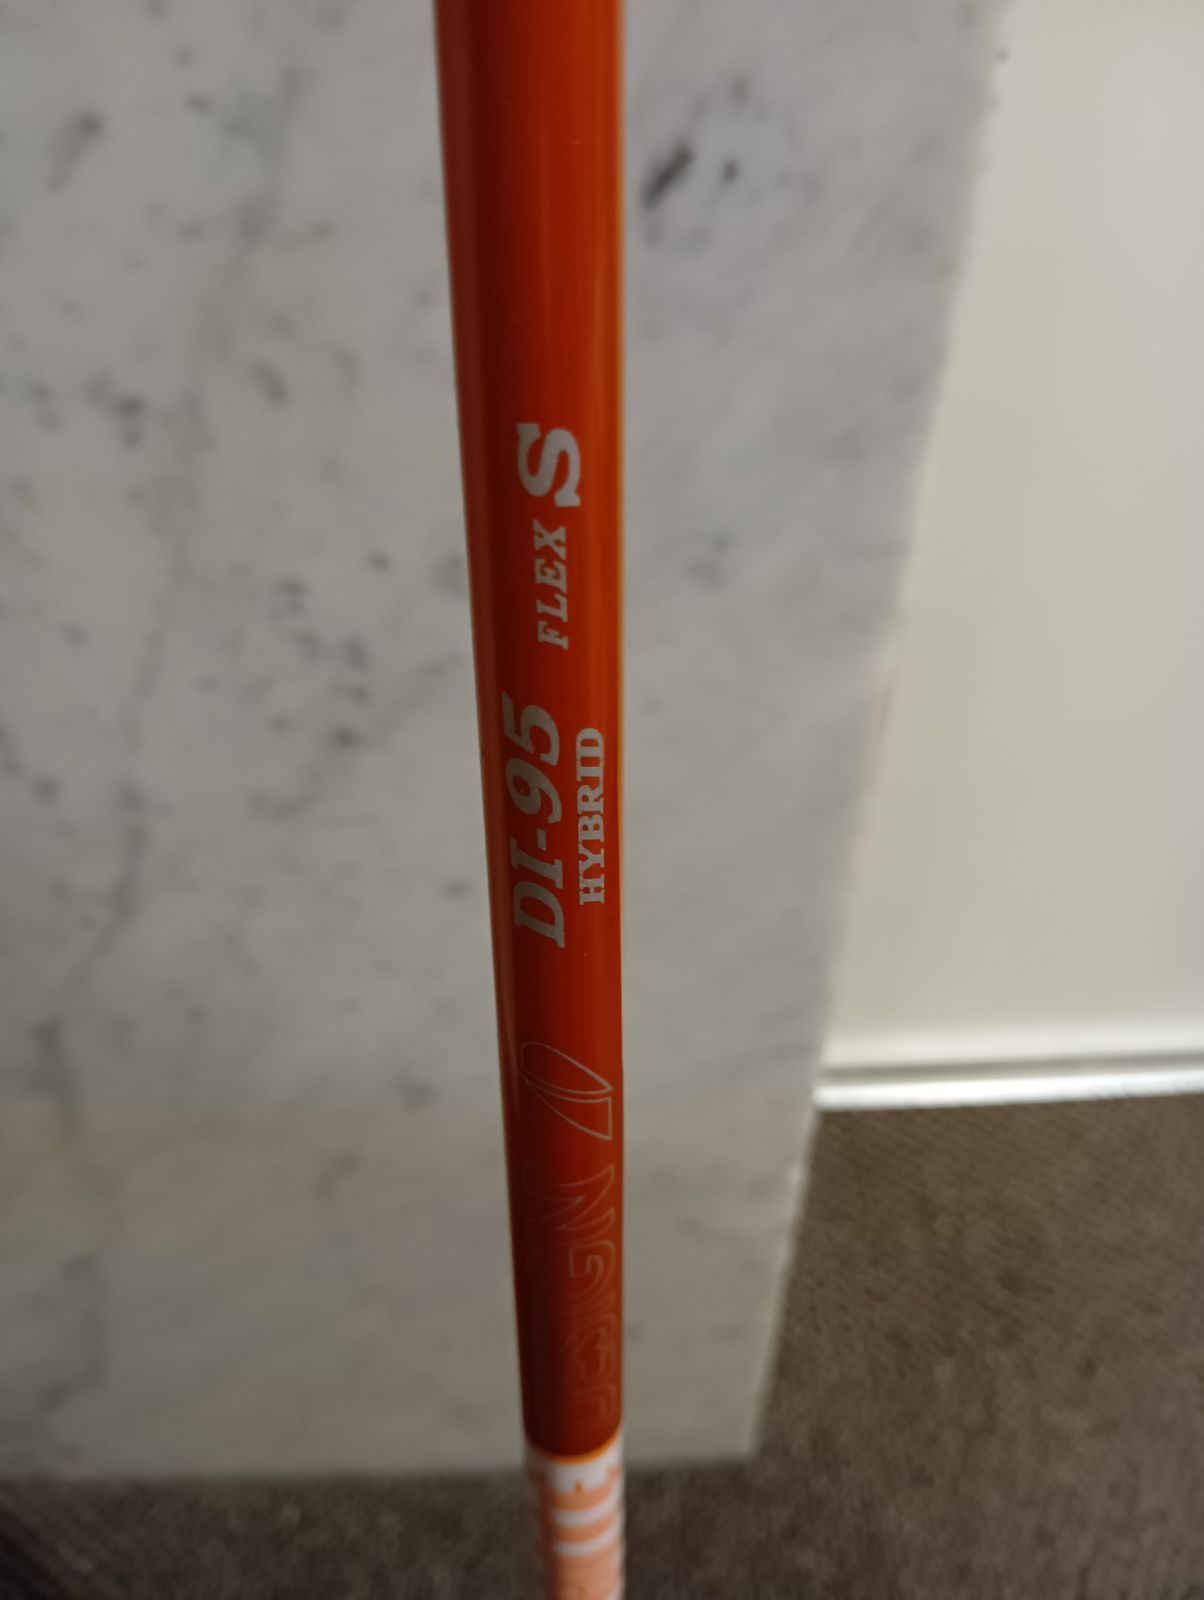 DI-95 FLEX S
HYBRID
DESIGN